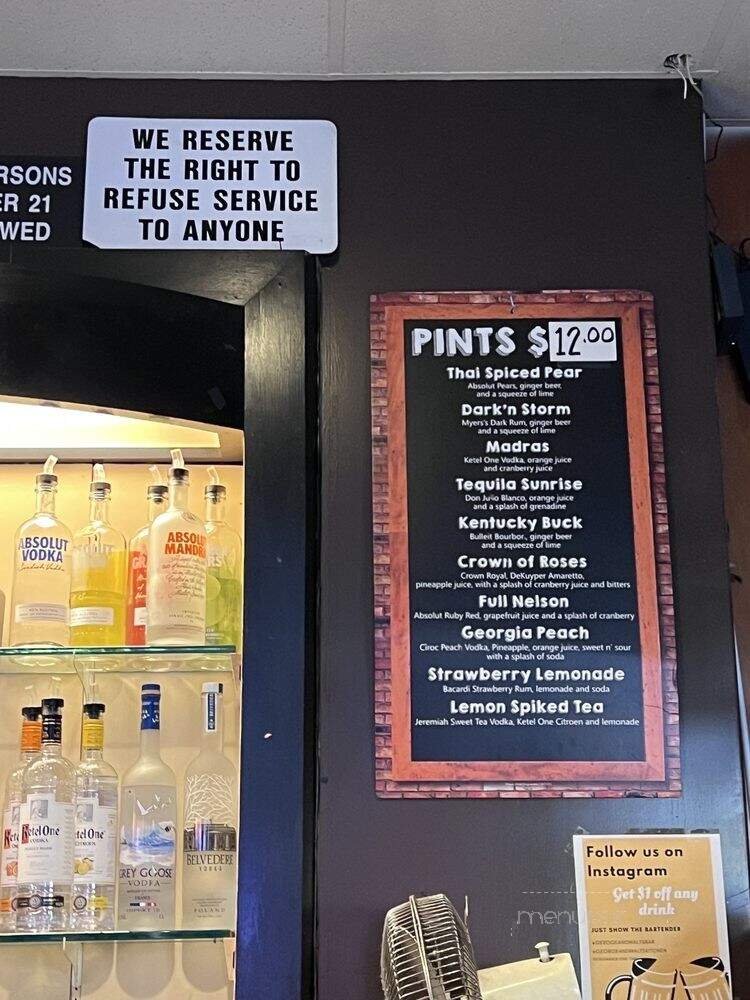 RSONS
ER 21
WED
WE RESERVE
THE RIGHT TO
REFUSE SERVICE
TO ANYONE
PINTS $12.00
Thai Spiced Pear
Absolut Pears, ginger beer,
and a squeeze of lime
Dark'n Storm
Myers's Dark Rum, ginger beer
and a squeeze of lime
Madras
Ketel One Vodka, orange juice
and cranberry juice
Tequila Sunrise
Don Julio Blanco, orange juice
and a splash of grenadine
Kentucky Buck
Bulleit Bourbon, ginger beer
and a squeeze of lime
Crown of Roses
Crown Royal, DeKuyper Amaretto,
pineapple juice, with a splash of cranberry juice and bitters
Full Nelson
Absolut Ruby Red, grapefruit juice and a splash of cranberry
Georgia Peach
Ciroc Peach Vodka, Pineapple, orange juice, sweet n' sour
with a splash of soda
Strawberry Lemonade
Bacardi Strawberry Rum, lemonade and soda
Lemon Spiked Tea
Jeremiah Sweet Tea Vodka, Ketel One Citroen and lemonade
ABSOLUT
VODKA
ABSOLUT
MANDR
Ketel One
Ketel One
GREY GOOSE
VODKA
FRANCE
BELVEDERE
VODKA
POLAND
Follow us on
Instagram
Get $1 off any
drink
JUST SHOW THE BARTENDER
menu